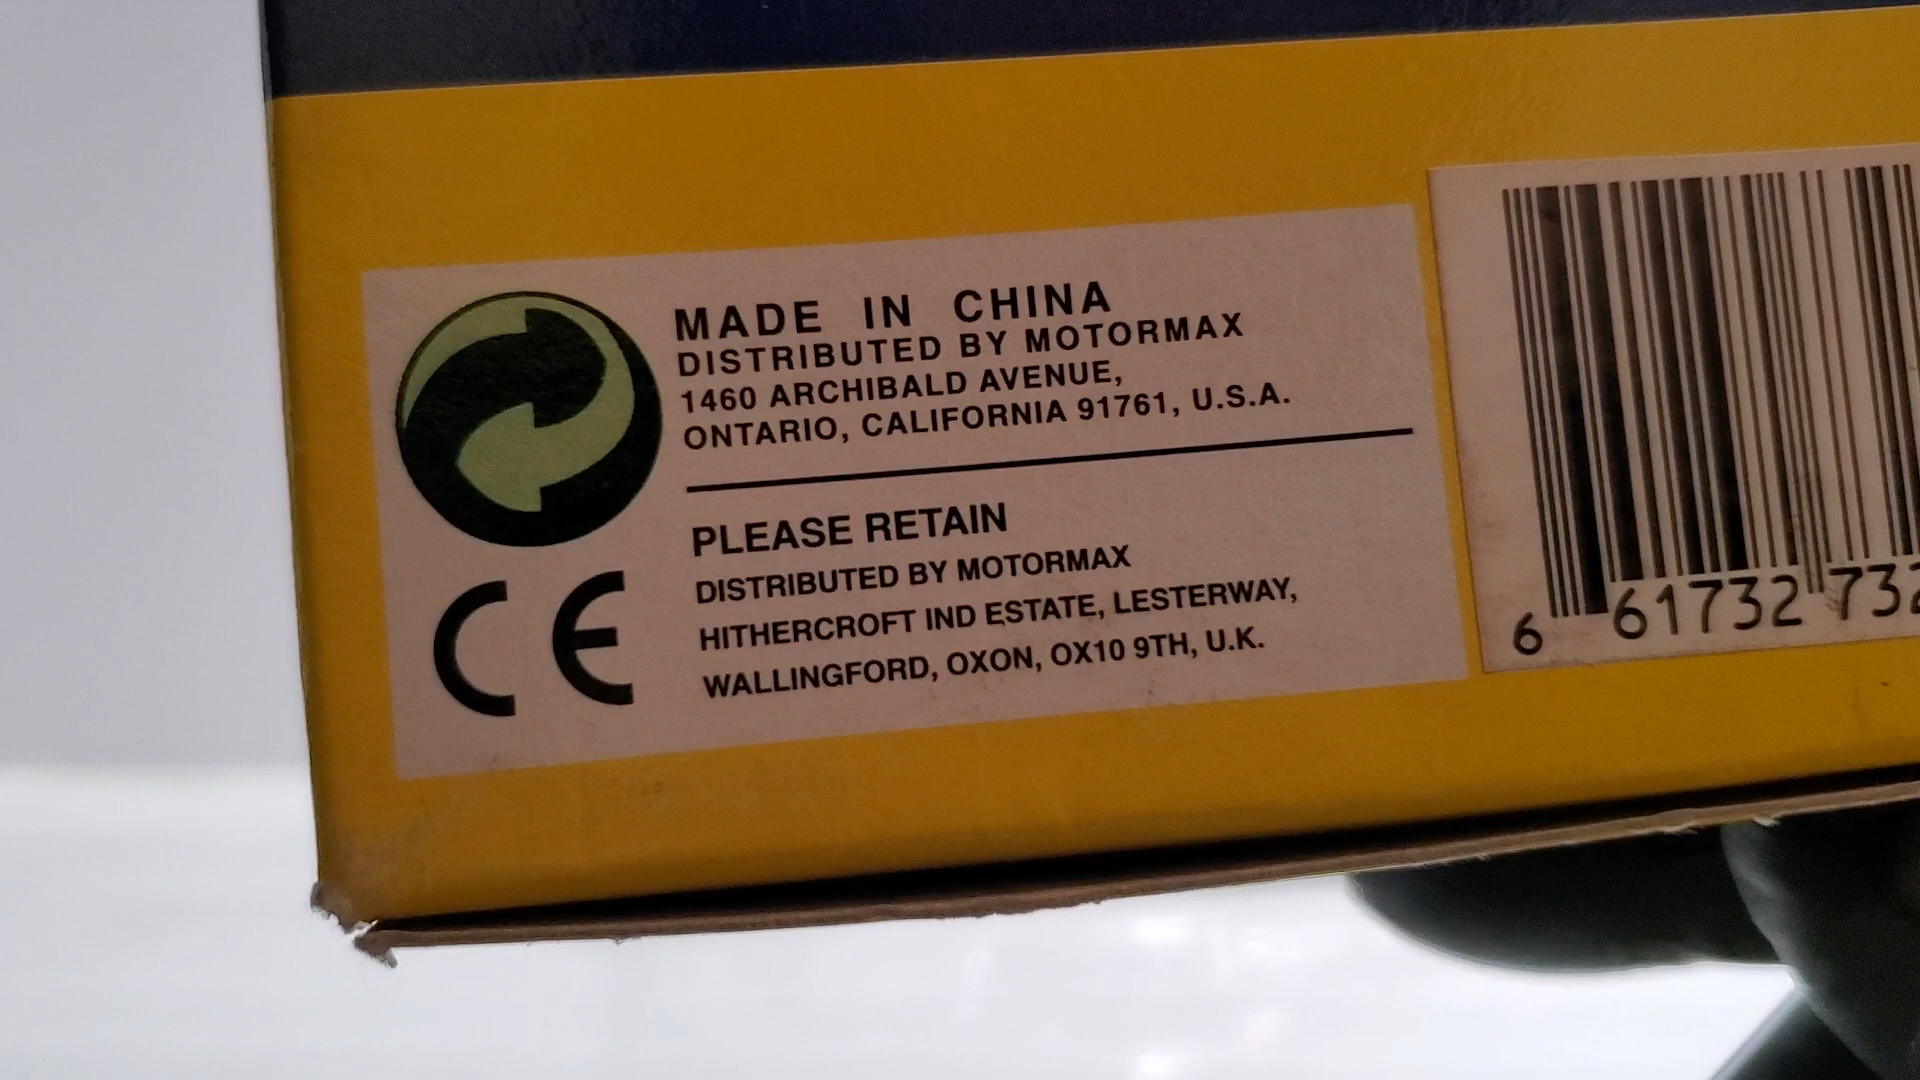 MADE IN CHINA
DISTRIBUTED BY MOTORMAX
1460 ARCHIBALD AVENUE,
ONTARIO, CALIFORNIA 91761, U.S.A.
PLEASE RETAIN
DISTRIBUTED BY MOTORMAX
HITHERCROFT IND ESTATE, LESTERWAY,
WALLINGFORD, OXON, OX10 9TH, U.K.
CE
6 61732 732